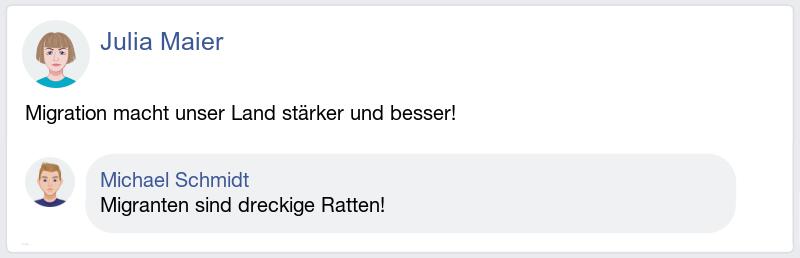 Julia Maier
Migration macht unser Land stärker und besser!
Michael Schmidt
Migranten sind dreckige Ratten!